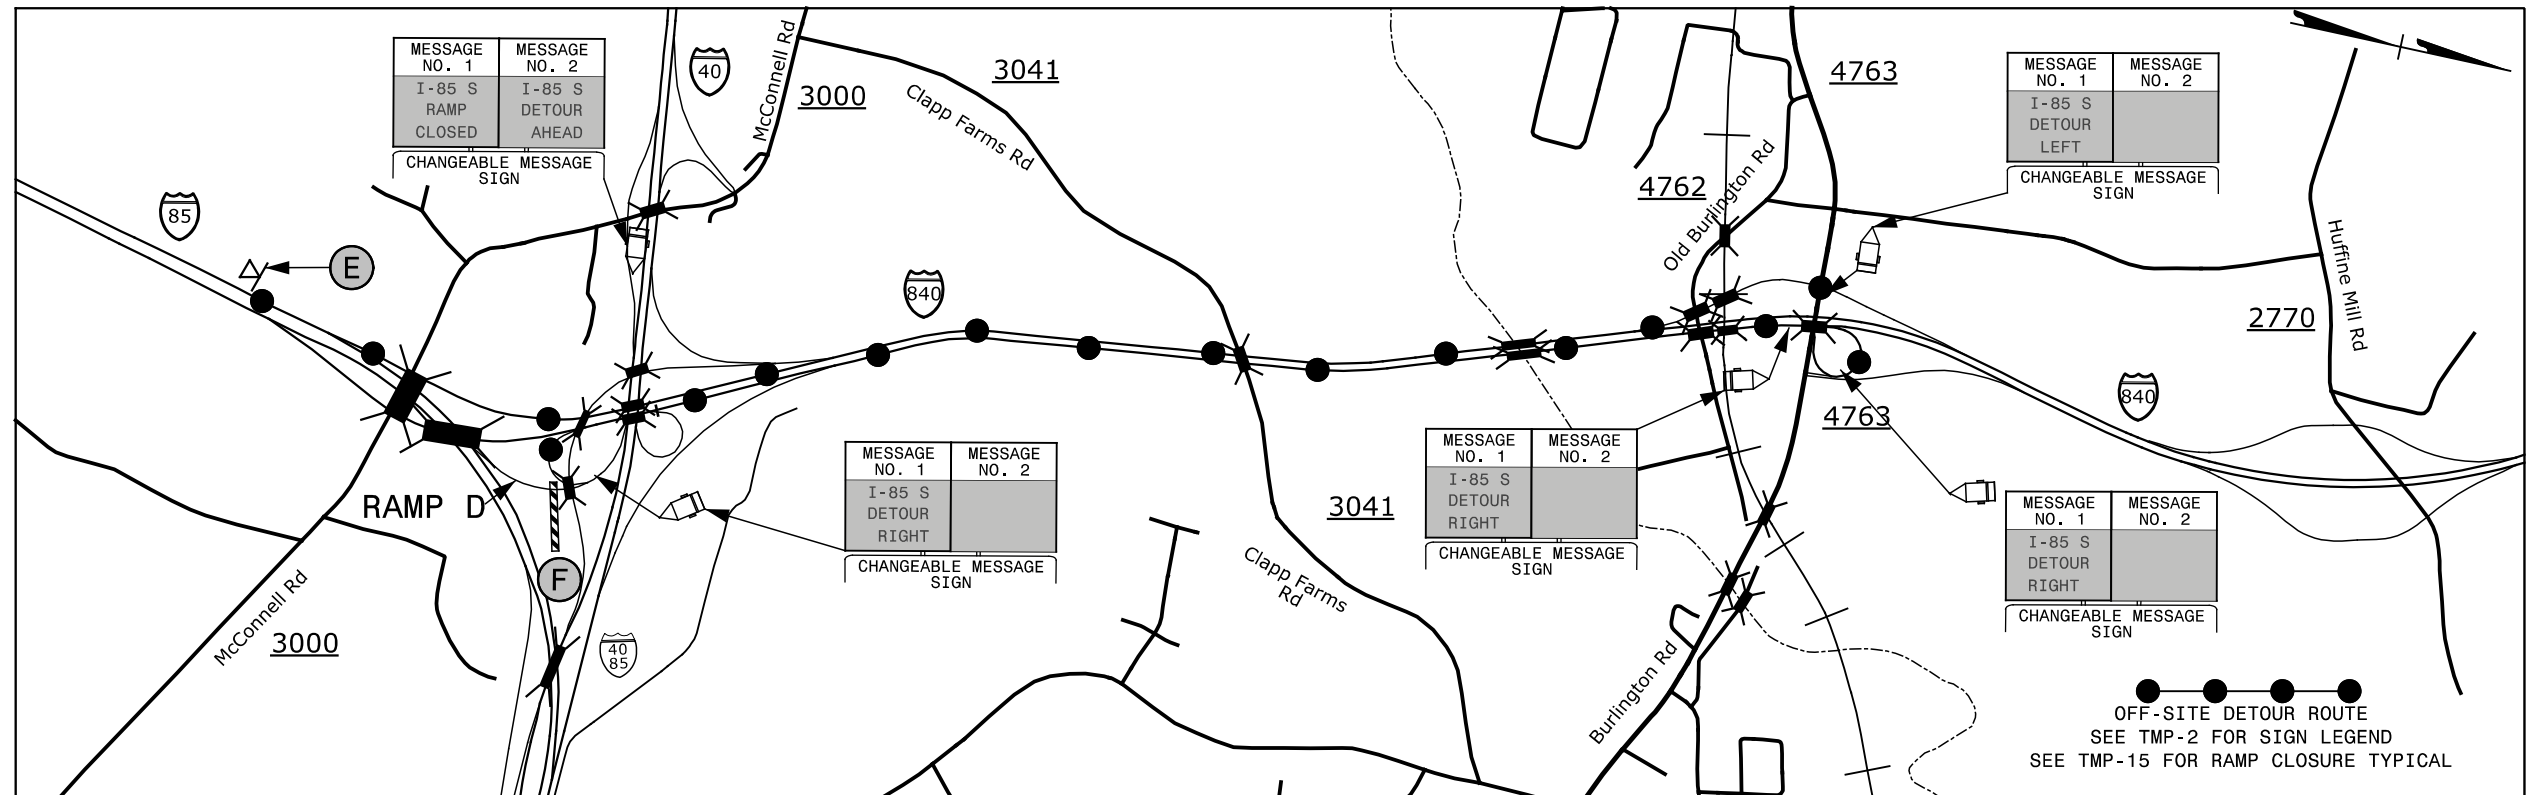 MESSAGE NO. 1
MESSAGE NO. 2
I-85 S RAMP CLOSED
I-85 S DETOUR AHEAD
CHANGEABLE MESSAGE SIGN
40
McConnell Rd
3000
3041
Clapp Farms Rd
4763
4762
Old Burlington Rd
MESSAGE NO. 1
MESSAGE NO. 2
I-85 S DETOUR LEFT
CHANGEABLE MESSAGE SIGN
Huffine Mill Rd
2770
85
E
840
840
4763
RAMP D
F
McConnell Rd
3000
40
85
MESSAGE NO. 1
MESSAGE NO. 2
I-85 S DETOUR RIGHT
CHANGEABLE MESSAGE SIGN
3041
Clapp Farms Rd
MESSAGE NO. 1
MESSAGE NO. 2
I-85 S DETOUR RIGHT
CHANGEABLE MESSAGE SIGN
Burlington Rd
MESSAGE NO. 1
MESSAGE NO. 2
I-85 S DETOUR RIGHT
CHANGEABLE MESSAGE SIGN
OFF-SITE DETOUR ROUTE
SEE TMP-2 FOR SIGN LEGEND
SEE TMP-15 FOR RAMP CLOSURE TYPICAL